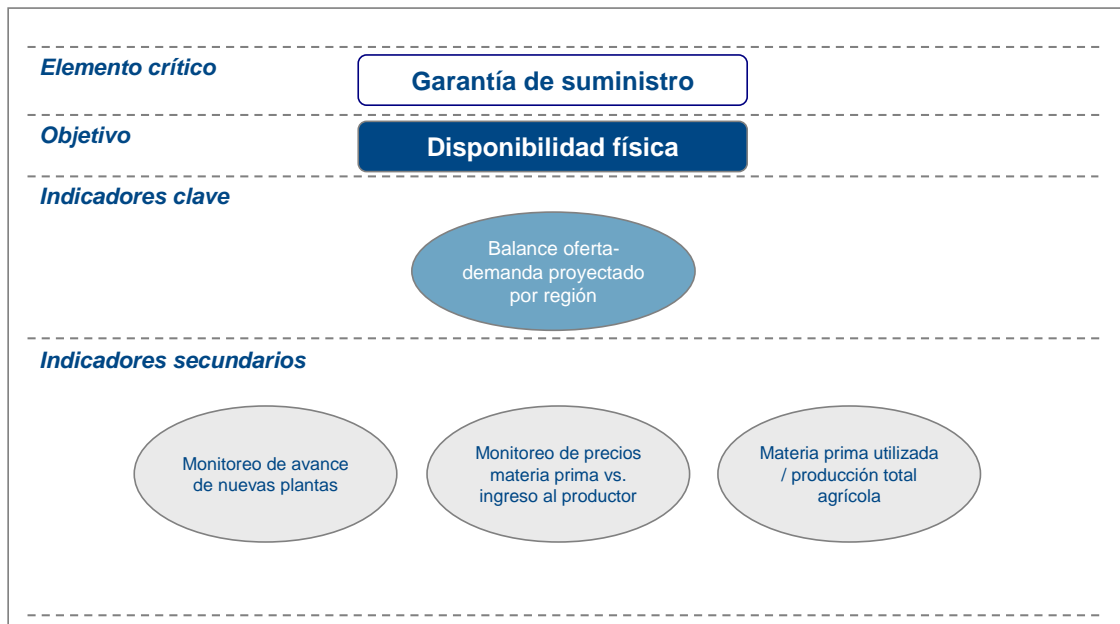 Elemento crítico
Garantía de suministro
Objetivo
Disponibilidad física
Indicadores clave
Balance oferta-
demanda proyectado
por región
Indicadores secundarios
Monitoreo de avance
de nuevas plantas
Monitoreo de precios
materia prima vs.
ingreso al productor
Materia prima utilizada
/ producción total
agrícola